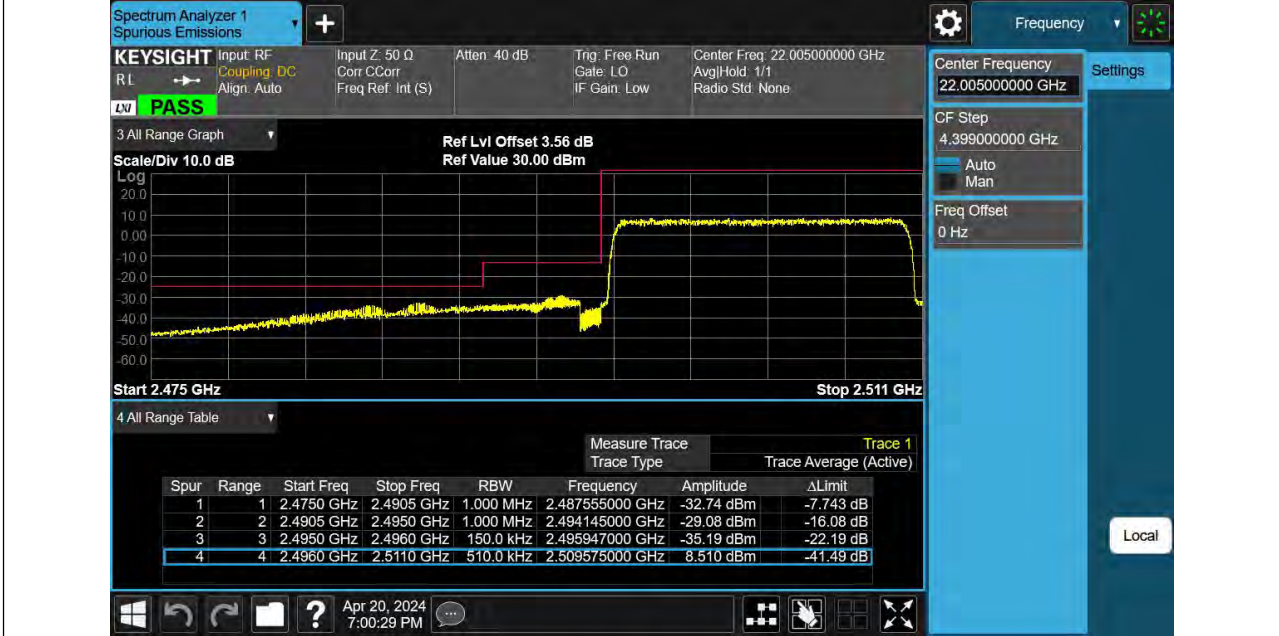 Spectrum Analyzer 1
Spurious Emissions
Frequency
KEYSIGHT Input: RF Input Z: 50 Ω Atten: 40 dB Trig: Free Run Center Freq: 22.005000000 GHz
RL Coupling: DC Corr CCorr Gate: LO Avg|Hold: 1/1
Align: Auto Freq Ref: Int (S) IF Gain: Low Radio Std: None
LXI PASS
3 All Range Graph
Ref Lvl Offset 3.56 dB
Scale/Div 10.0 dB Ref Value 30.00 dBm
Log
20.0
10.0
0.00
-10.0
-20.0
-30.0
-40.0
-50.0
-60.0
Start 2.475 GHz Stop 2.511 GHz
4 All Range Table
Measure Trace Trace 1
Trace Type Trace Average (Active)
Spur Range Start Freq Stop Freq RBW Frequency Amplitude ΔLimit
1 1 2.4750 GHz 2.4905 GHz 1.000 MHz 2.487555000 GHz -32.74 dBm -7.743 dB
2 2 2.4905 GHz 2.4950 GHz 1.000 MHz 2.494145000 GHz -29.08 dBm -16.08 dB
3 3 2.4950 GHz 2.4960 GHz 150.0 kHz 2.495947000 GHz -35.19 dBm -22.19 dB
4 4 2.4960 GHz 2.5110 GHz 510.0 kHz 2.509575000 GHz 8.510 dBm -41.49 dB
Apr 20, 2024
7:00:29 PM
Center Frequency
22.005000000 GHz
Settings
CF Step
4.399000000 GHz
Auto
Man
Freq Offset
0 Hz
Local